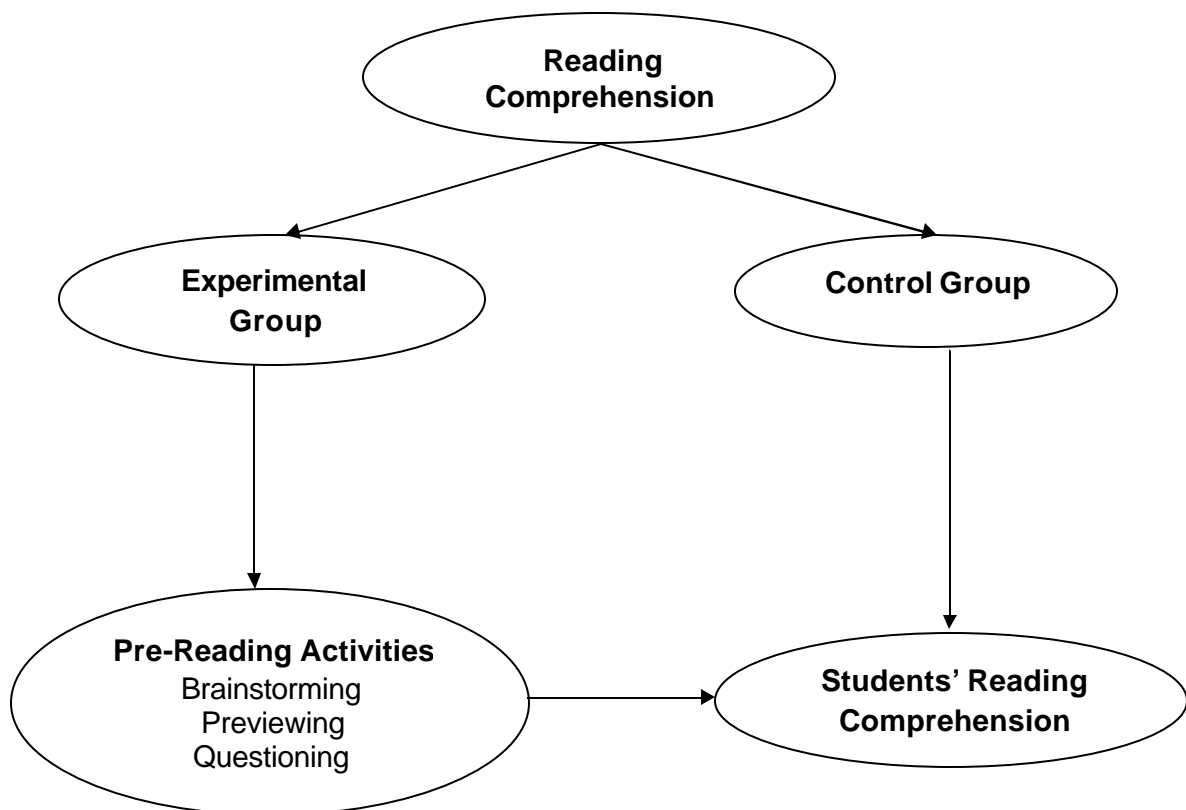 Reading
Comprehension
Experimental
Group
Control Group
Pre-Reading Activities
Brainstorming
Previewing
Questioning
Students’ Reading
Comprehension